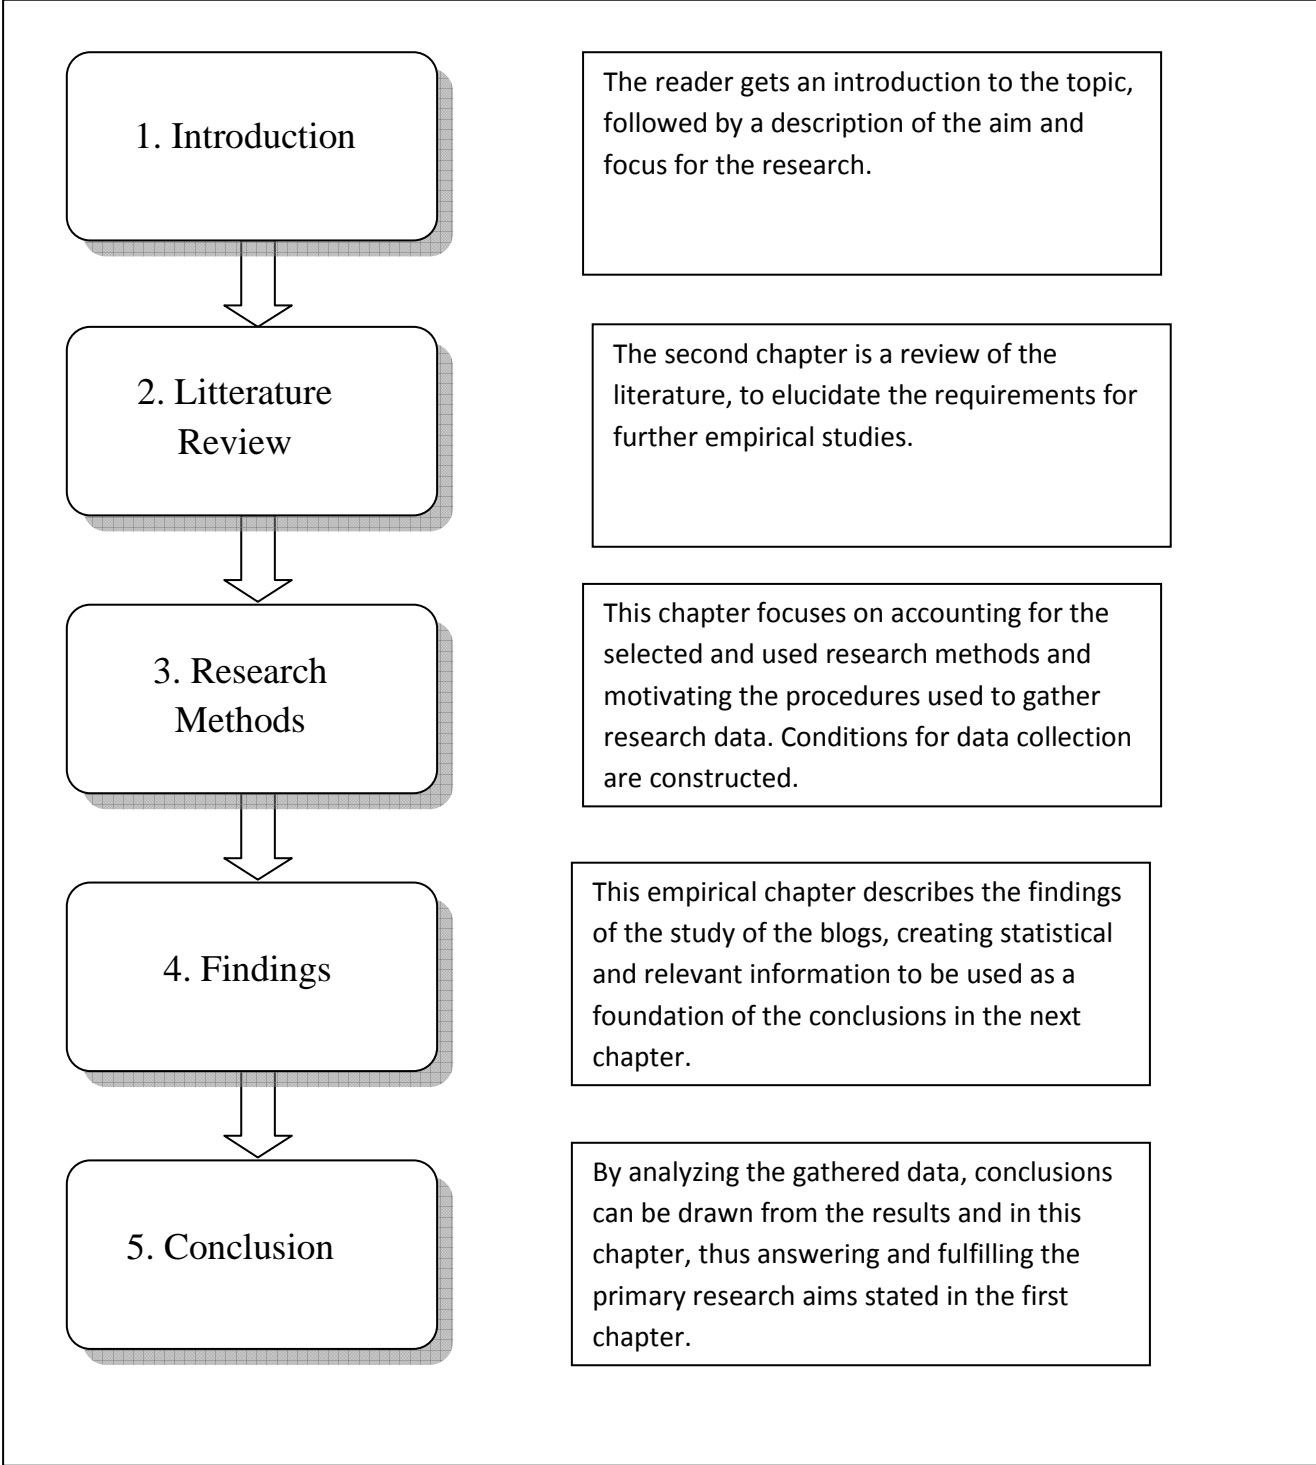 1. Introduction
The reader gets an introduction to the topic,
followed by a description of the aim and
focus for the research.
2. Litterature
Review
The second chapter is a review of the
literature, to elucidate the requirements for
further empirical studies.
3. Research
Methods
This chapter focuses on accounting for the
selected and used research methods and
motivating the procedures used to gather
research data. Conditions for data collection
are constructed.
4. Findings
This empirical chapter describes the findings
of the study of the blogs, creating statistical
and relevant information to be used as a
foundation of the conclusions in the next
chapter.
5. Conclusion
By analyzing the gathered data, conclusions
can be drawn from the results and in this
chapter, thus answering and fulfilling the
primary research aims stated in the first
chapter.